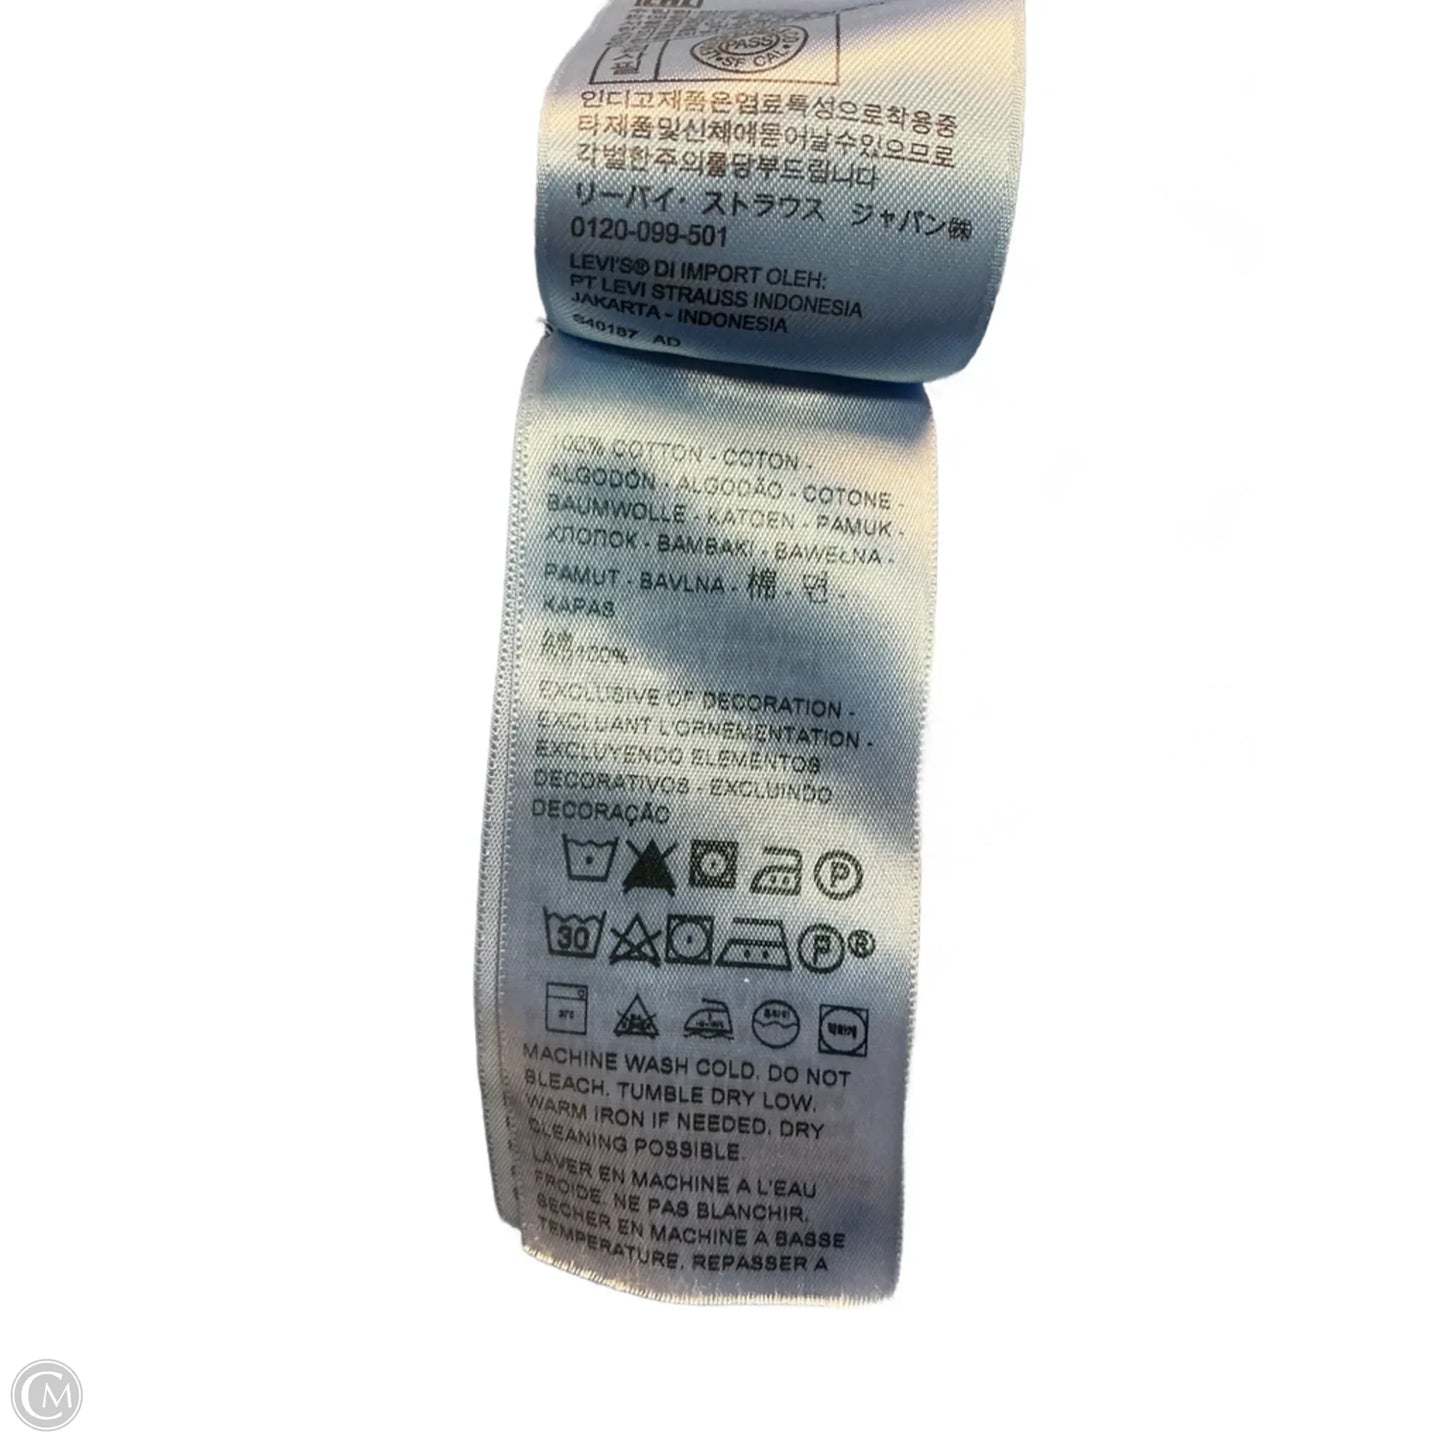 PASS
SF CAL
인디고제품은염료특성으로착용중
타제품및신체에묻어날수있으므로
각별한주의를당부드립니다
リーバイ・ストラウス ジャパン㈱
0120-099-501
LEVI'S® DI IMPORT OLEH:
PT LEVI STRAUSS INDONESIA
JAKARTA - INDONESIA
AD
100% COTTON - COTON -
ALGODÓN - ALGODÃO - COTONE -
BAUMWOLLE - KATOEN - PAMUK -
ХЛОПОК - BAMBAKI - BAWEŁNA -
PAMUT - BAVLNA - 棉 - 면 -
KAPAS
綿100%
EXCLUSIVE OF DECORATION -
EXCLUANT L'ORNEMENTATION -
EXCLUYENDO ELEMENTOS
DECORATIVOS - EXCLUINDO
DECORAÇÃO
P
30 P ®
MACHINE WASH COLD. DO NOT
BLEACH. TUMBLE DRY LOW.
WARM IRON IF NEEDED. DRY
CLEANING POSSIBLE.
LAVER EN MACHINE A L'EAU
FROIDE. NE PAS BLANCHIR.
SECHER EN MACHINE A BASSE
TEMPERATURE. REPASSER A
CM